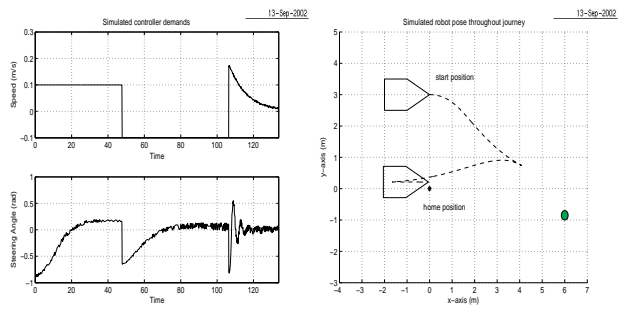 13-Sep-2002
Simulated controller demands
0.3
0.2
0.1
0
-0.1
Speed (m/s)
0 20 40 60 80 100 120
Time
1
0.5
0
-0.5
-1
Steering Angle (rad)
0 20 40 60 80 100 120
Time
13-Sep-2002
Simulated robot pose throughout journey
5
4
3
2
1
0
-1
-2
-3
y-axis (m)
start position
home position
-4 -3 -2 -1 0 1 2 3 4 5 6 7
x-axis (m)